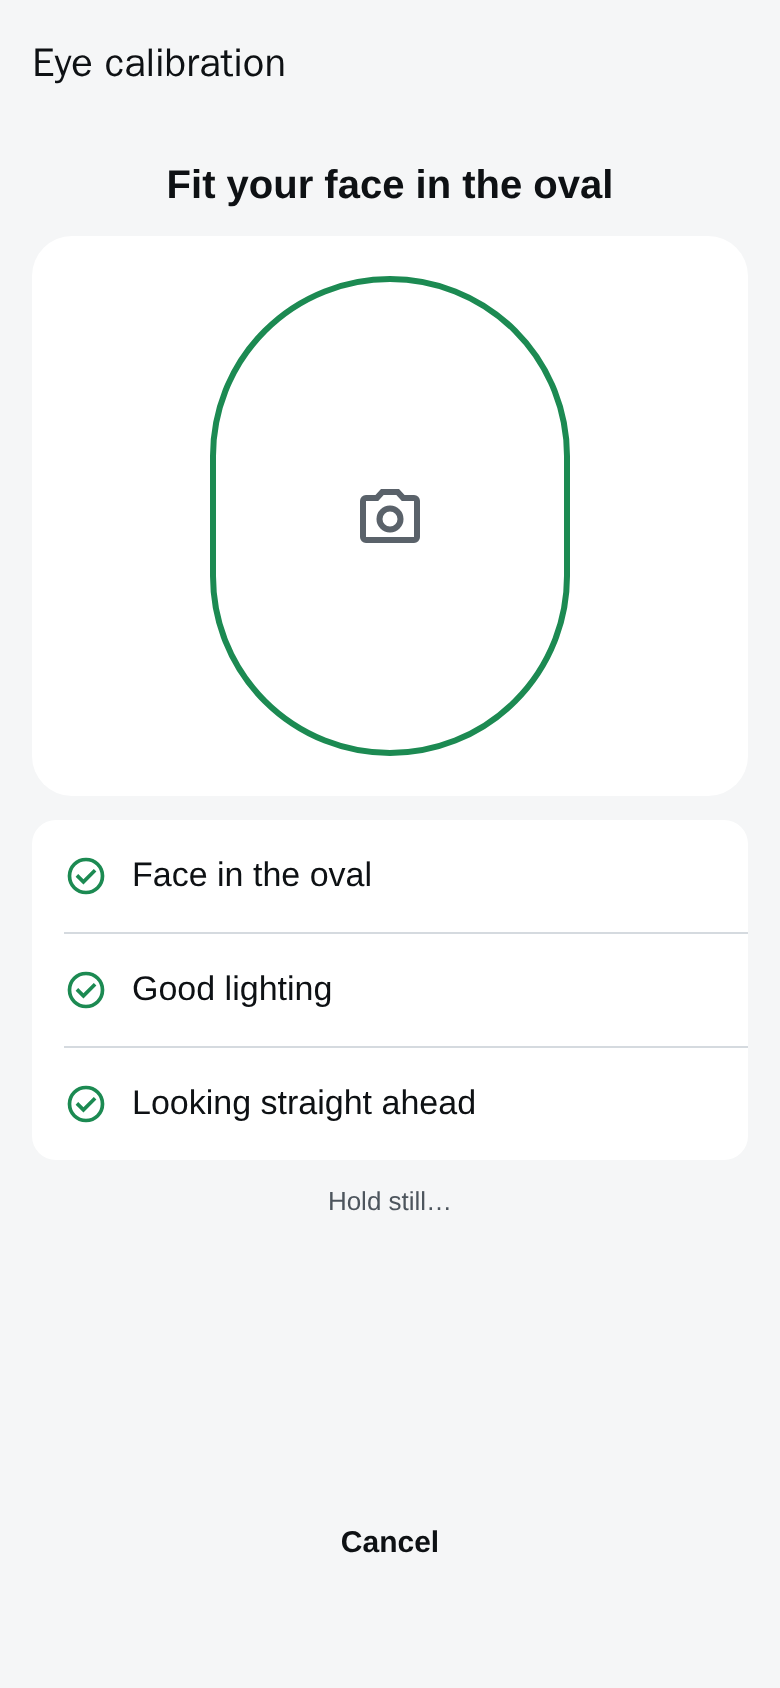 Eye calibration
Fit your face in the oval
Face in the oval
Good lighting
Looking straight ahead
Hold still…
Cancel